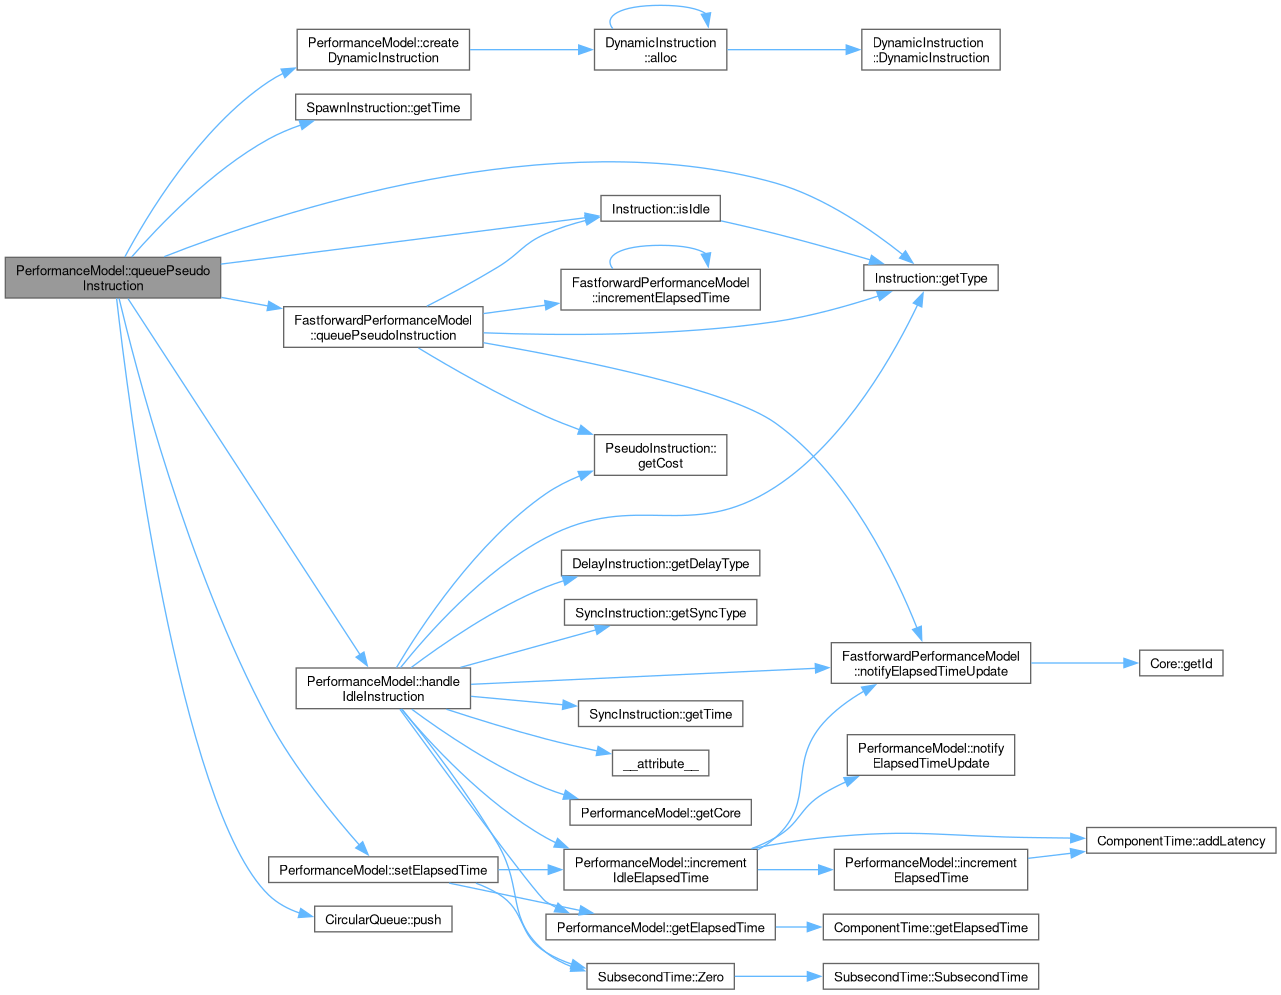 PerformanceModel::create
DynamicInstruction
DynamicInstruction
::alloc
DynamicInstruction
::DynamicInstruction
SpawnInstruction::getTime
Instruction::isIdle
PerformanceModel::queuePseudo
Instruction
FastforwardPerformanceModel
::incrementElapsedTime
Instruction::getType
FastforwardPerformanceModel
::queuePseudoInstruction
PseudoInstruction::
getCost
DelayInstruction::getDelayType
SyncInstruction::getSyncType
FastforwardPerformanceModel
::notifyElapsedTimeUpdate
Core::getId
PerformanceModel::handle
IdleInstruction
SyncInstruction::getTime
PerformanceModel::notify
ElapsedTimeUpdate
__attribute__
PerformanceModel::getCore
ComponentTime::addLatency
PerformanceModel::setElapsedTime
PerformanceModel::increment
IdleElapsedTime
PerformanceModel::increment
ElapsedTime
CircularQueue::push
PerformanceModel::getElapsedTime
ComponentTime::getElapsedTime
SubsecondTime::Zero
SubsecondTime::SubsecondTime